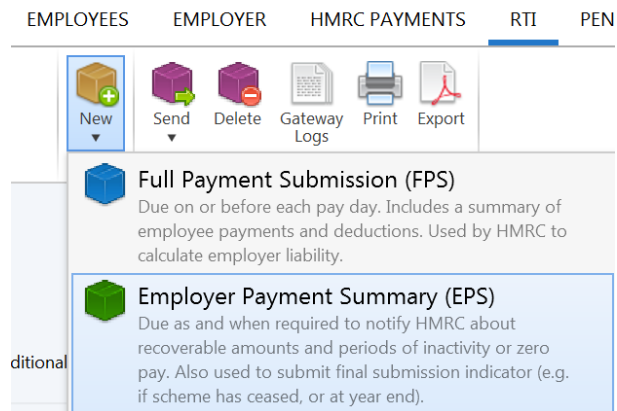 EMPLOYEES EMPLOYER HMRC PAYMENTS RTI PEN
New Send Delete Gateway Logs Print Export
Full Payment Submission (FPS)
Due on or before each pay day. Includes a summary of
employee payments and deductions. Used by HMRC to
calculate employer liability.
Employer Payment Summary (EPS)
Due as and when required to notify HMRC about
recoverable amounts and periods of inactivity or zero
ditional pay. Also used to submit final submission indicator (e.g.
if scheme has ceased, or at year end).